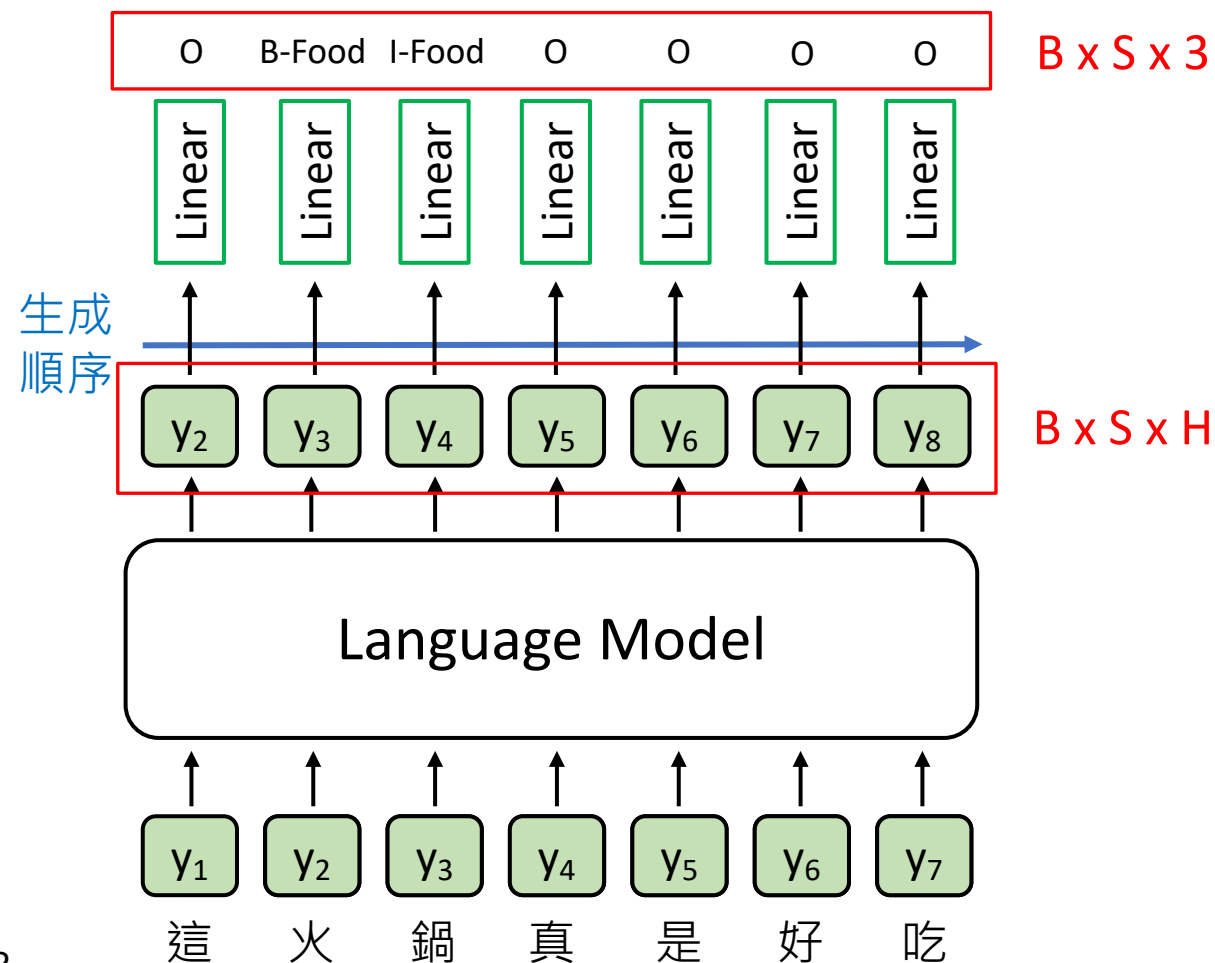 O B-Food I-Food O O O O B x S x 3
Linear Linear Linear Linear Linear Linear Linear
生成
順序
y2 y3 y4 y5 y6 y7 y8 B x S x H
Language Model
y1 y2 y3 y4 y5 y6 y7
這 火 鍋 真 是 好 吃